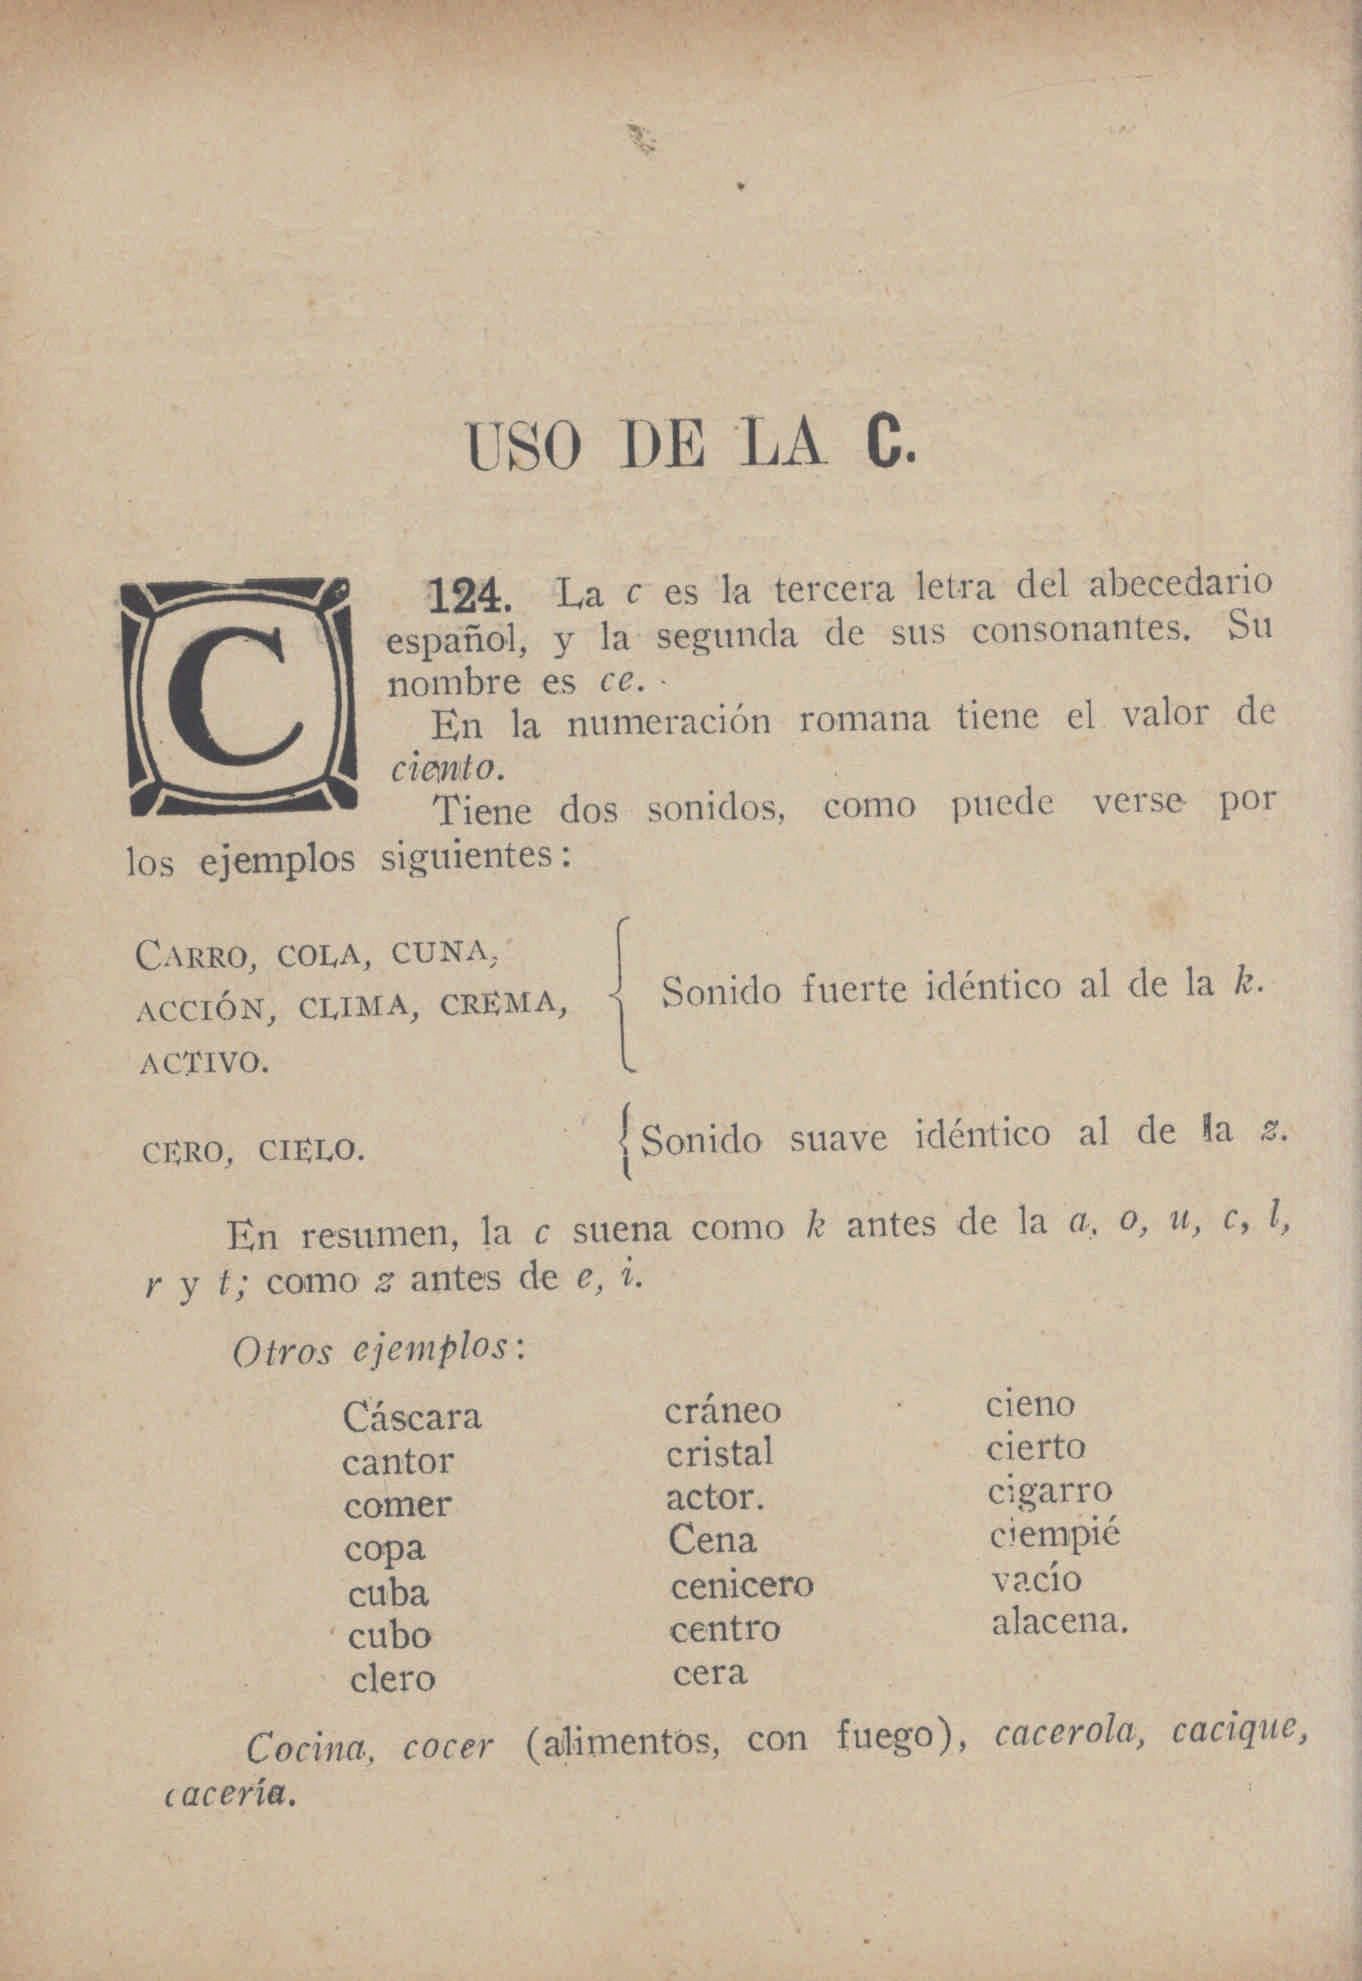 USO DE LA C.
C
124. La c es la tercera letra del abecedario
español, y la segunda de sus consonantes. Su
nombre es ce.
En la numeración romana tiene el valor de
ciento.
Tiene dos sonidos, como puede verse por
los ejemplos siguientes:
CARRO, COLA, CUNA,
ACCIÓN, CLIMA, CREMA,
ACTIVO.
Sonido fuerte idéntico al de la k.
CERO, CIELO.
Sonido suave idéntico al de la z.
En resumen, la c suena como k antes de la a, o, u, c, l,
r y t; como z antes de e, i.
Otros ejemplos:
Cáscara
cantor
comer
copa
cuba
cubo
clero
cráneo
cristal
actor.
Cena
cenicero
centro
cera
cieno
cierto
cigarro
ciempié
vacío
alacena.
Cocina, cocer (alimentos, con fuego), cacerola, cacique,
cacería.